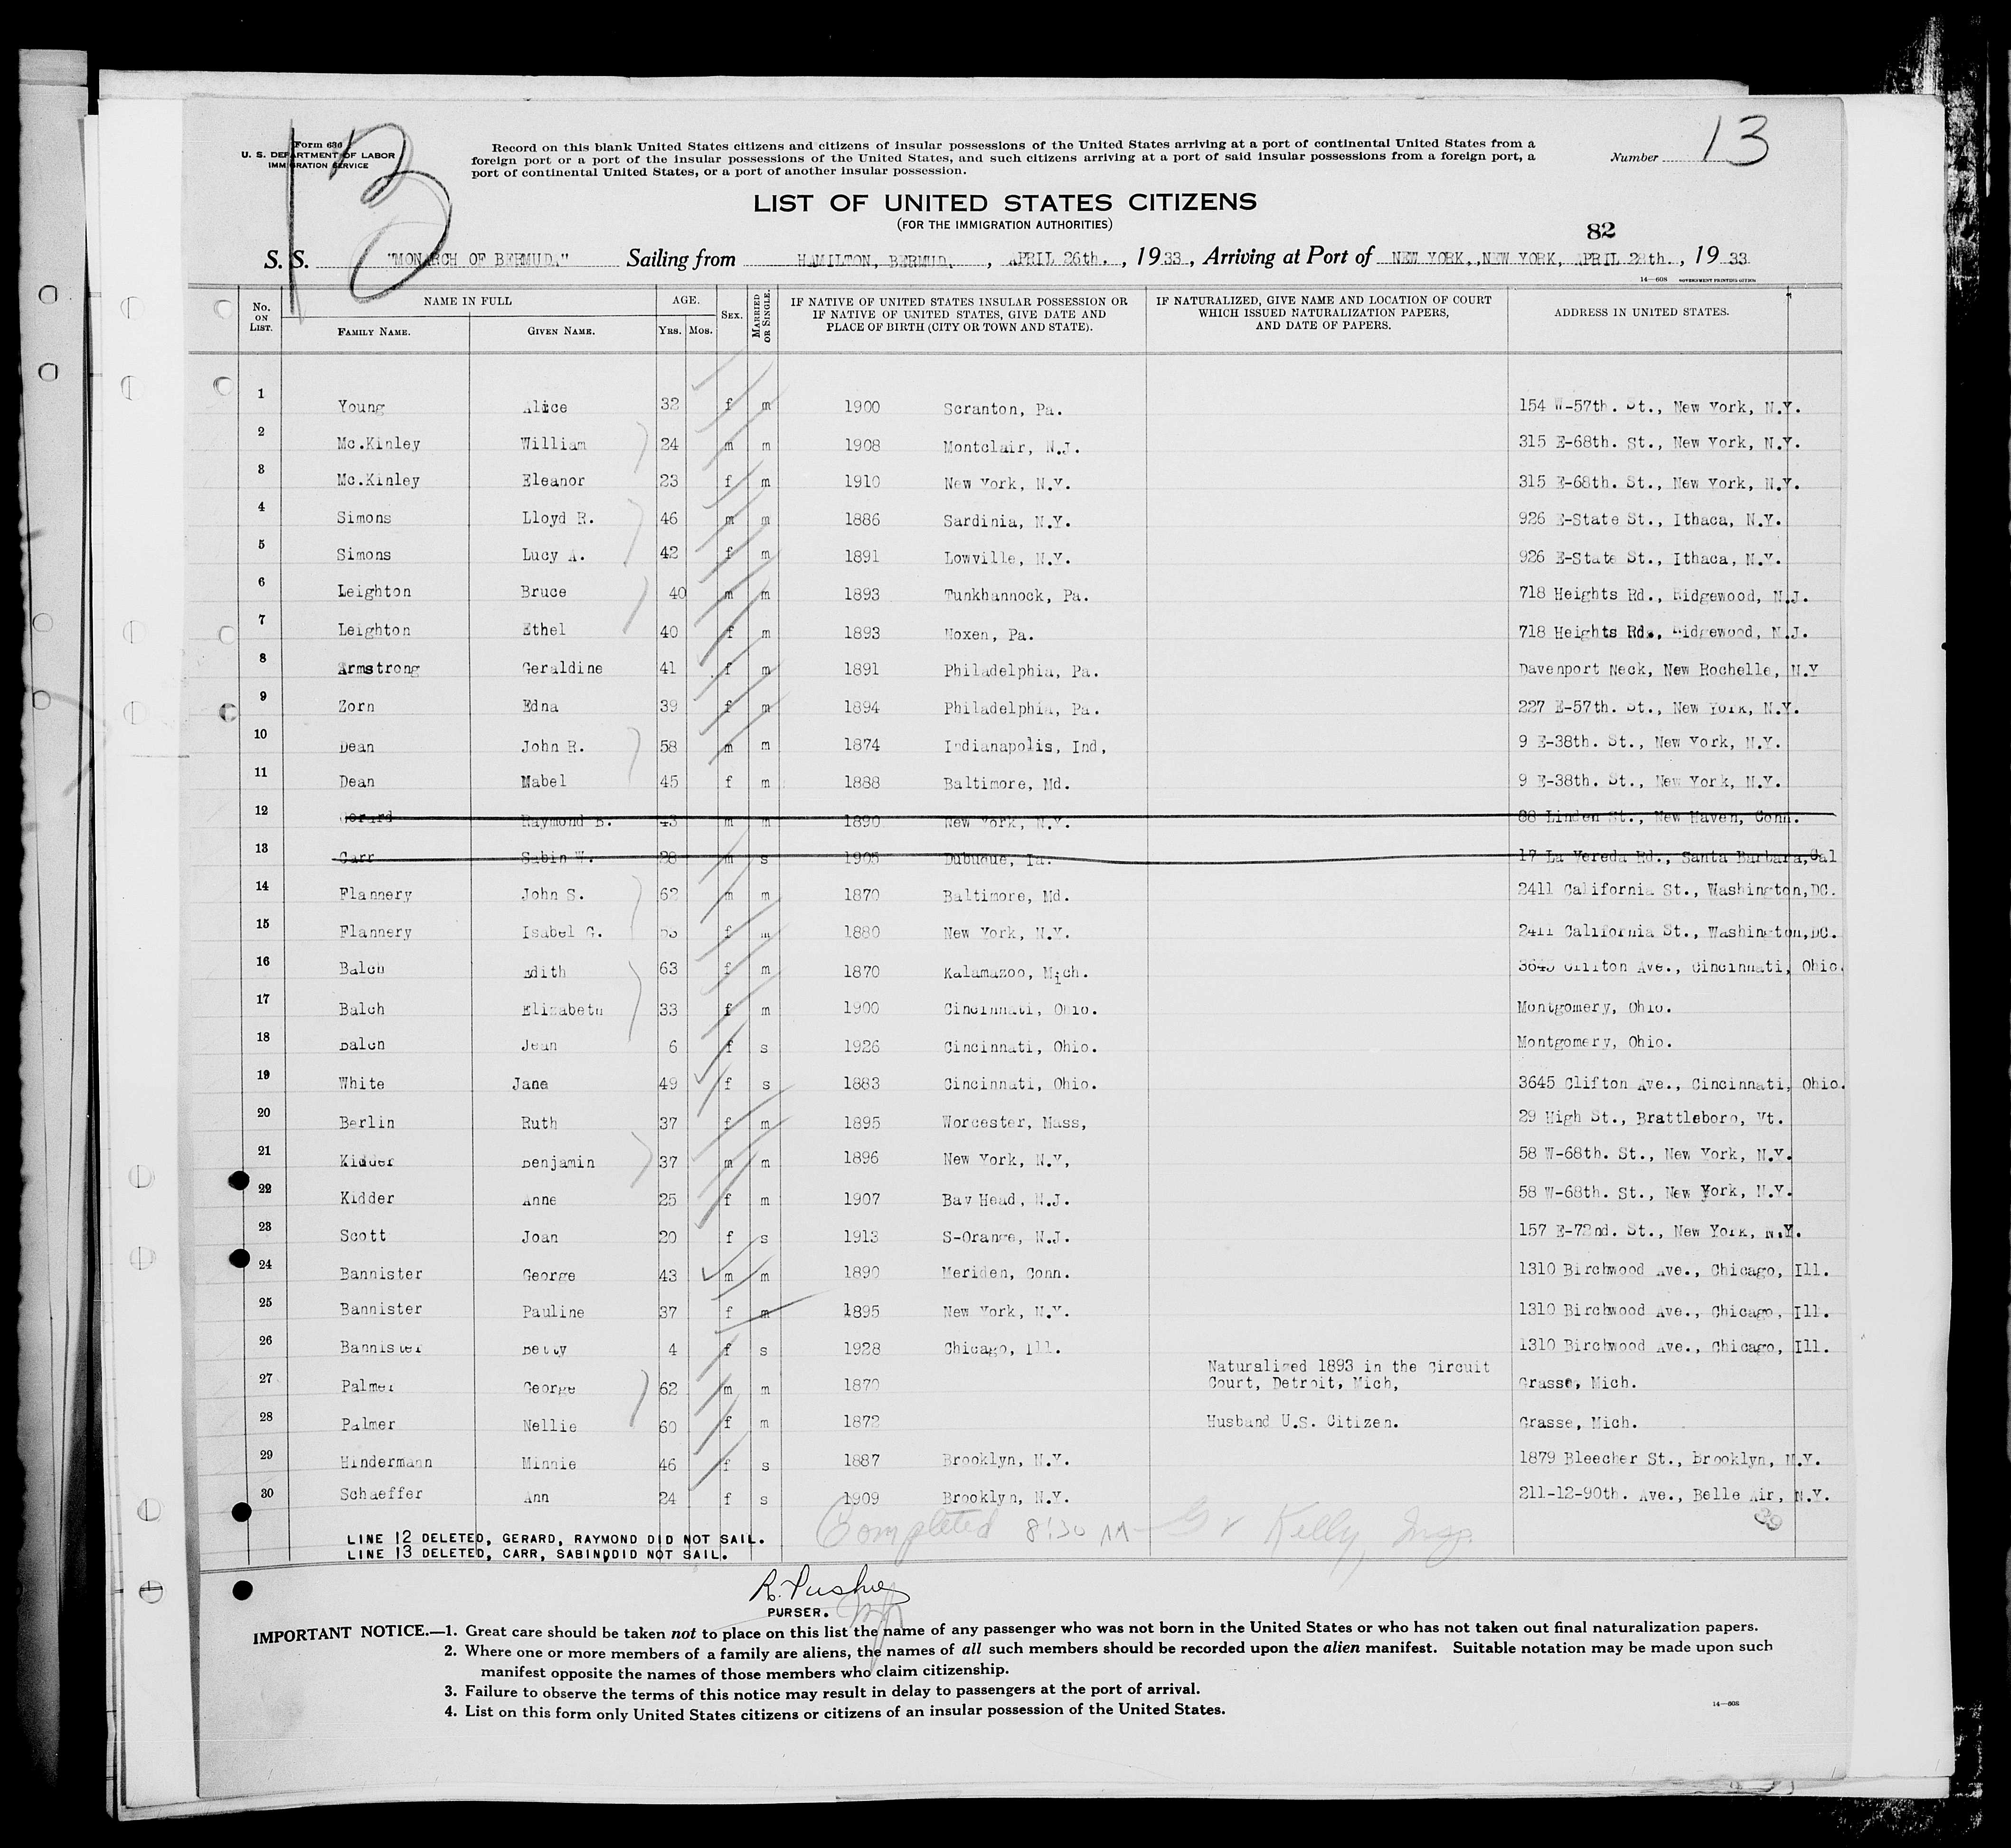 Form 630
U. S. DEPARTMENT OF LABOR
IMMIGRATION SERVICE
13
Record on this blank United States citizens and citizens of insular possessions of the United States arriving at a port of continental United States from a
foreign port or a port of the insular possessions of the United States, and such citizens arriving at a port of said insular possessions from a foreign port, a
port of continental United States, or a port of another insular possession.
Number 13
LIST OF UNITED STATES CITIZENS
(FOR THE IMMIGRATION AUTHORITIES)
82
S. S. "MONARCH OF BERMUD." Sailing from HAMILTON, BERMUD. , APRIL 26th. , 1933 , Arriving at Port of NEW YORK,,NEW YORK, APRIL 28th. , 1933
14—608 GOVERNMENT PRINTING OFFICE
No. ON LIST. NAME IN FULL FAMILY NAME. GIVEN NAME. AGE. YRS. MOS. SEX. MARRIED OR SINGLE. IF NATIVE OF UNITED STATES INSULAR POSSESSION OR IF NATIVE OF UNITED STATES, GIVE DATE AND PLACE OF BIRTH (CITY OR TOWN AND STATE). IF NATURALIZED, GIVE NAME AND LOCATION OF COURT WHICH ISSUED NATURALIZATION PAPERS, AND DATE OF PAPERS. ADDRESS IN UNITED STATES.
1 Young Alice 32 f m 1900 Scranton, Pa. 154 W-57th. St., New York, N.Y.
2 Mc.Kinley William 24 m m 1908 Montclair, N.J. 315 E-68th. St., New York, N.Y.
3 Mc.Kinley Eleanor 23 f m 1910 New York, N.Y. 315 E-68th. St., New York, N.Y.
4 Simons Lloyd R. 46 m m 1886 Sardinia, N.Y. 926 E-State St., Ithaca, N.Y.
5 Simons Lucy A. 42 f m 1891 Lowville, N.Y. 926 E-State St., Ithaca, N.Y.
6 Leighton Bruce 40 m m 1893 Tunkhannock, Pa. 718 Heights Rd., Ridgewood, N.J.
7 Leighton Ethel 40 f m 1893 Noxen, Pa. 718 Heights Rd., Ridgewood, N.J.
8 Armstrong Geraldine 41 f m 1891 Philadelphia, Pa. Davenport Neck, New Rochelle, N.Y
9 Zorn Edna 39 f m 1894 Philadelphia, Pa. 227 E-57th. St., New York, N.Y.
10 Dean John R. 58 m m 1874 Indianapolis, Ind, 9 E-38th. St., New York, N.Y.
11 Dean Mabel 45 f m 1888 Baltimore, Md. 9 E-38th. St., New York, N.Y.
12 Gerard Raymond B. 43 m m 1890 New York, N.Y. 88 Linden St., New Haven, Conn.
13 Carr Sabin W. 28 m s 1905 Dubuque, Ia. 17 La Vereda Rd., Santa Barbara,Cal
14 Flannery John S. 62 m m 1870 Baltimore, Md. 2411 California St., Washington,DC.
15 Flannery Isabel G. 53 f m 1880 New York, N.Y. 2411 California St., Washington,DC.
16 Balch Edith 63 f m 1870 Kalamazoo, Mich. 3645 Clifton Ave., Cincinnati, Ohio.
17 Balch Elizabeth 33 f m 1900 Cincinnati, Ohio. Montgomery, Ohio.
18 Balch Jean 6 f s 1926 Cincinnati, Ohio. Montgomery, Ohio.
19 White Jane 49 f s 1883 Cincinnati, Ohio. 3645 Clifton Ave., Cincinnati, Ohio.
20 Berlin Ruth 37 f m 1895 Worcester, Mass, 29 High St., Brattleboro, Vt.
21 Kidder Benjamin 37 m m 1896 New York, N.Y, 58 W-68th. St., New York, N.Y.
22 Kidder Anne 25 f m 1907 Bay Head, N.J. 58 W-68th. St., New York, N.Y.
23 Scott Joan 20 f s 1913 S-Orange, N.J. 157 E-72nd. St., New York, N.Y.
24 Bannister George 43 m m 1890 Meriden, Conn. 1310 Birchwood Ave., Chicago, Ill.
25 Bannister Pauline 37 f m 1895 New York, N.Y. 1310 Birchwood Ave., Chicago, Ill.
26 Bannister Betty 4 f s 1928 Chicago, Ill. 1310 Birchwood Ave., Chicago, Ill.
27 Palmer George 62 m m 1870 Naturalized 1893 in the Circuit Court, Detroit, Mich, Grasse, Mich.
28 Palmer Nellie 60 f m 1872 Husband U.S. Citizen. Grasse, Mich.
29 Hindermann Minnie 46 f s 1887 Brooklyn, N.Y. 1879 Bleecher St., Brooklyn, N.Y.
30 Schaeffer Ann 24 f s 1909 Brooklyn, N.Y. 211-12-90th. Ave., Belle Air, N.Y.
Completed 8:30 AM Kelly, Insp.
LINE 12 DELETED, GERARD, RAYMOND DID NOT SAIL.
LINE 13 DELETED, CARR, SABINDDID NOT SAIL.
PURSER.
IMPORTANT NOTICE.—1. Great care should be taken not to place on this list the name of any passenger who was not born in the United States or who has not taken out final naturalization papers.
2. Where one or more members of a family are aliens, the names of all such members should be recorded upon the alien manifest. Suitable notation may be made upon such
manifest opposite the names of those members who claim citizenship.
3. Failure to observe the terms of this notice may result in delay to passengers at the port of arrival.
4. List on this form only United States citizens or citizens of an insular possession of the United States.
14—608